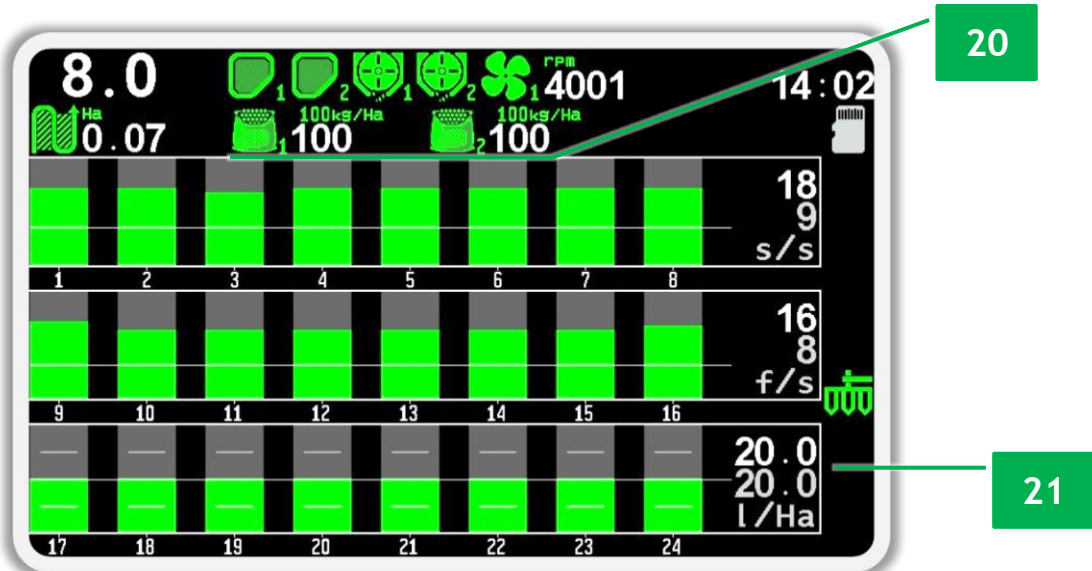 20
8.0 1 2 1 2 1 rpm 4001 14:02
Ha 0.07 1 100kg/Ha 100 2 100kg/Ha 100
18
9
s/s
1 2 3 4 5 6 7 8
16
8
f/s
9 10 11 12 13 14 15 16
20.0
20.0
l/Ha
21
17 18 19 20 21 22 23 24